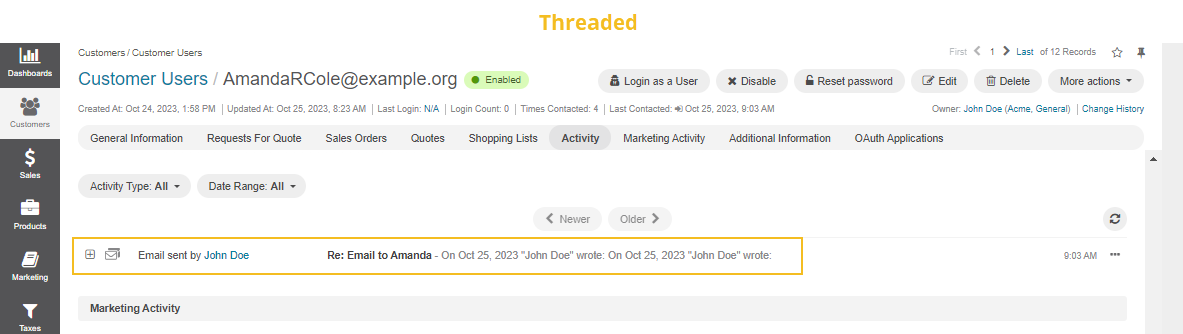 Threaded
Dashboards
Customers
Sales
Products
Marketing
Taxes
Customers / Customer Users
First 1 Last of 12 Records
Customer Users / AmandaRCole@example.org Enabled
Login as a User Disable Reset password Edit Delete More actions
Created At: Oct 24, 2023, 1:58 PM Updated At: Oct 25, 2023, 8:23 AM Last Login: N/A Login Count: 0 Times Contacted: 4 Last Contacted: Oct 25, 2023, 9:03 AM Owner: John Doe (Acme, General) Change History
General Information Requests For Quote Sales Orders Quotes Shopping Lists Activity Marketing Activity Additional Information OAuth Applications
Activity Type: All Date Range: All
Newer Older
Email sent by John Doe Re: Email to Amanda - On Oct 25, 2023 "John Doe" wrote: On Oct 25, 2023 "John Doe" wrote: 9:03 AM
Marketing Activity